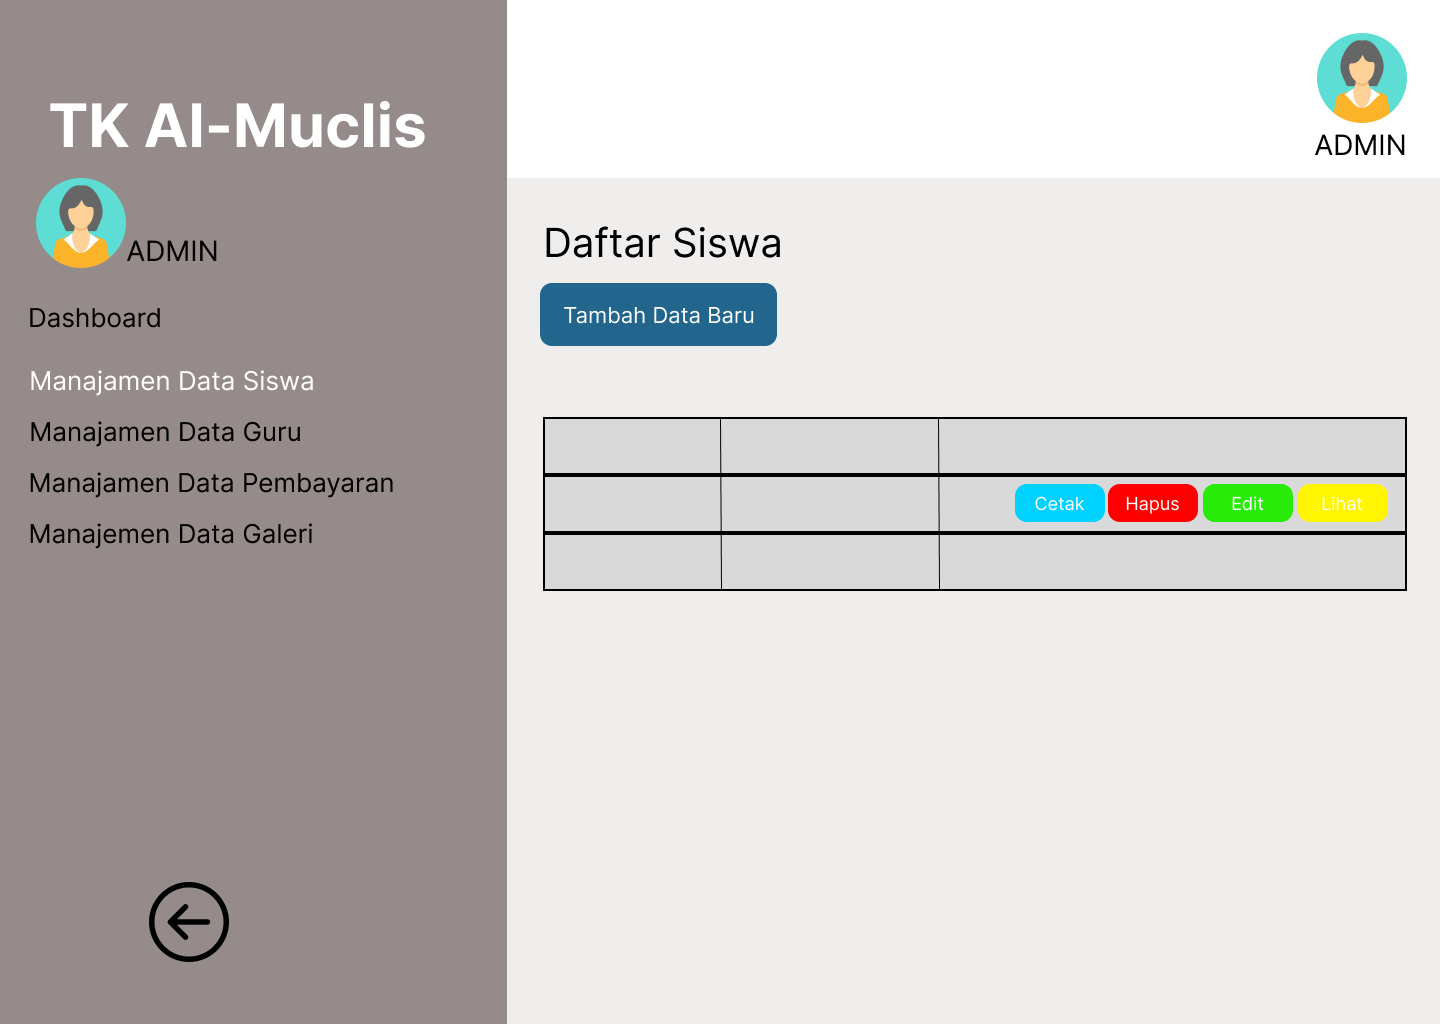 TK Al-Muclis
ADMIN
Dashboard
Manajamen Data Siswa
Manajamen Data Guru
Manajamen Data Pembayaran
Manajemen Data Galeri
ADMIN
Daftar Siswa
Tambah Data Baru
Cetak Hapus Edit Lihat